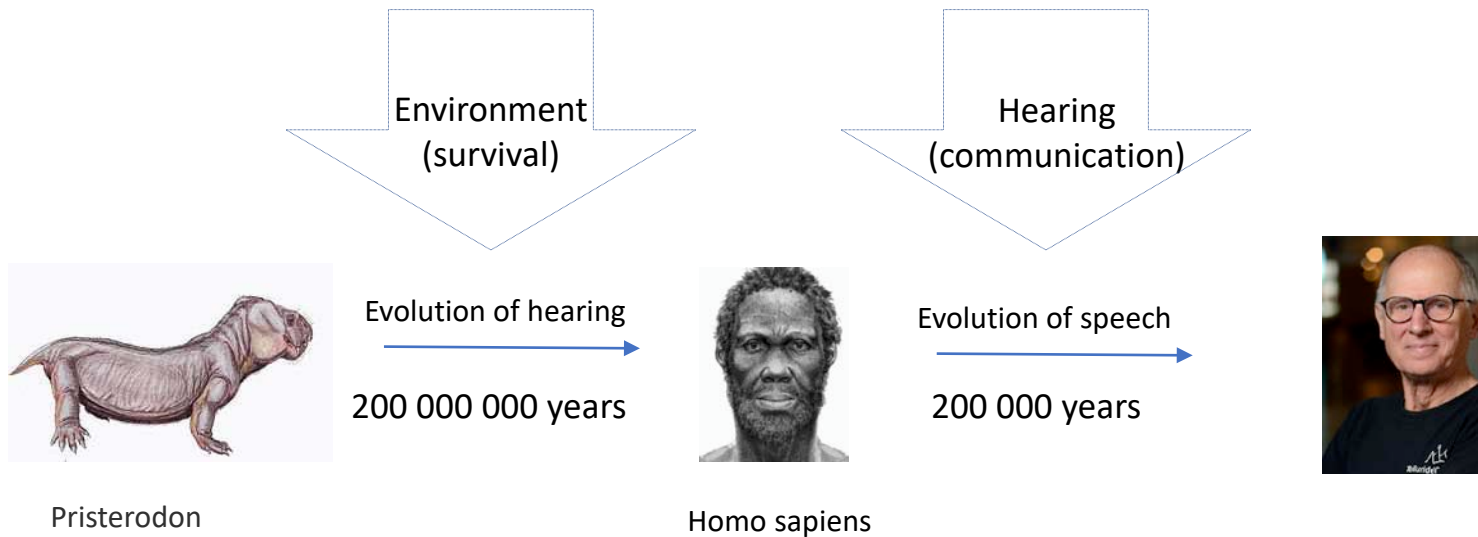 Environment
(survival)
Hearing
(communication)
Evolution of hearing
200 000 000 years
Evolution of speech
200 000 years
Pristerodon
Homo sapiens